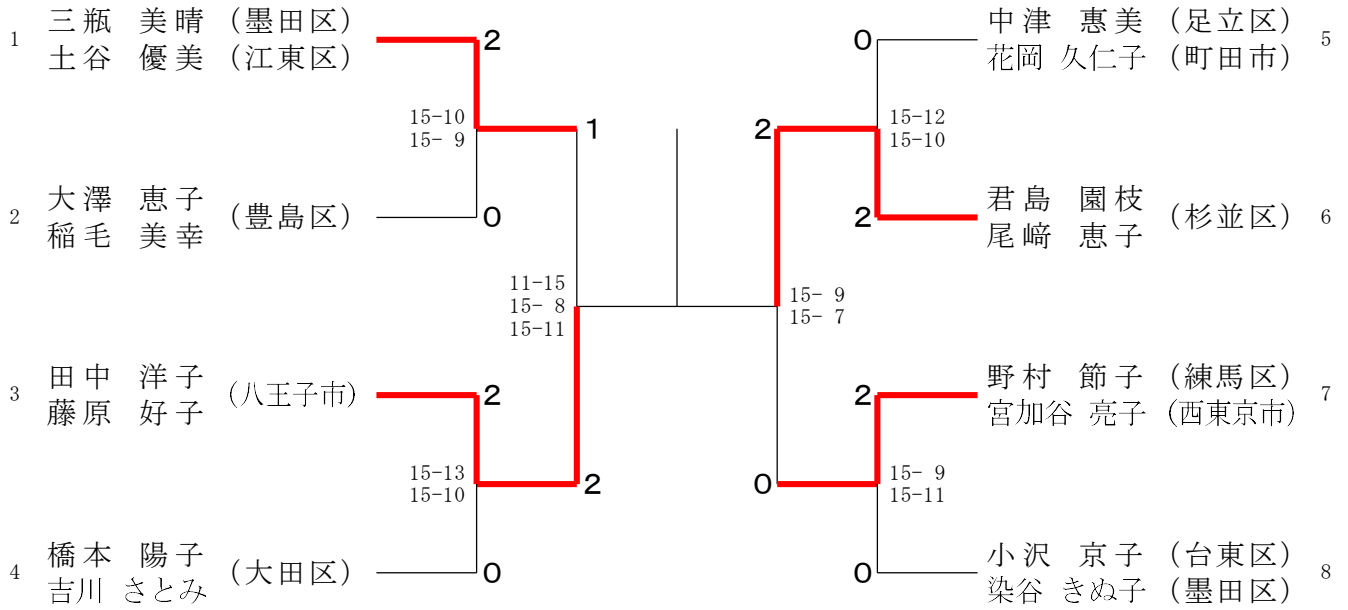 1 三瓶 美晴 (墨田区)
土谷 優美 (江東区)
2
15-10
15- 9
1
2 大澤 恵子 (豊島区)
稲毛 美幸
0
11-15
15- 8
15-11
3 田中 洋子 (八王子市)
藤原 好子
2
15-13
15-10
2
4 橋本 陽子 (大田区)
吉川 さとみ
0
0
中津 惠美 (足立区) 5
花岡 久仁子 (町田市)
2
15-12
15-10
2
君島 園枝 (杉並区) 6
尾﨑 恵子
15- 9
15- 7
2
野村 節子 (練馬区) 7
宮加谷 亮子 (西東京市)
0
15- 9
15-11
0
小沢 京子 (台東区) 8
染谷 きぬ子 (墨田区)